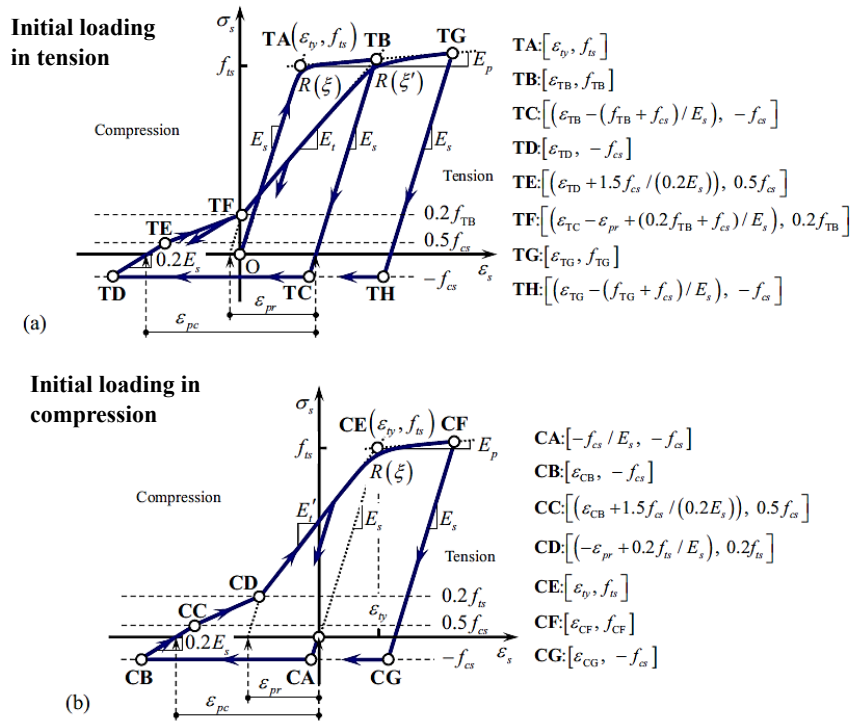 Initial loading
in tension
σₛ
TA(ε_ty, f_ts) TB TG
f_ts
E_p
R(ξ) R(ξ′)
Compression
E_s E_t E_s E_s
Tension
TF
0.2f_TB
TE
0.5f_cs
0.2E_s O ε_s
−f_cs
TD TC TH
ε_pr
(a)
ε_pc
TA:[ε_ty, f_ts]
TB:[ε_TB, f_TB]
TC:[(ε_TB−(f_TB+f_cs)/E_s), −f_cs]
TD:[ε_TD, −f_cs]
TE:[(ε_TD+1.5f_cs/(0.2E_s)), 0.5f_cs]
TF:[(ε_TC−ε_pr+(0.2f_TB+f_cs)/E_s), 0.2f_TB]
TG:[ε_TG, f_TG]
TH:[(ε_TG−(f_TG+f_cs)/E_s), −f_cs]
Initial loading in
compression
σ_s
CE(ε_ty, f_ts) CF
f_ts
E_p
R(ξ)
Compression
E_t′ E_s E_s
Tension
CD
0.2f_ts
CC
ε_ty
0.5f_cs
0.2E_s
ε_s
−f_cs
CB CA CG
ε_pr
(b)
ε_pc
CA:[−f_cs/E_s, −f_cs]
CB:[ε_CB, −f_cs]
CC:[(ε_CB+1.5f_cs/(0.2E_s)), 0.5f_cs]
CD:[(−ε_pr+0.2f_ts/E_s), 0.2f_ts]
CE:[ε_ty, f_ts]
CF:[ε_CF, f_CF]
CG:[ε_CG, −f_cs]